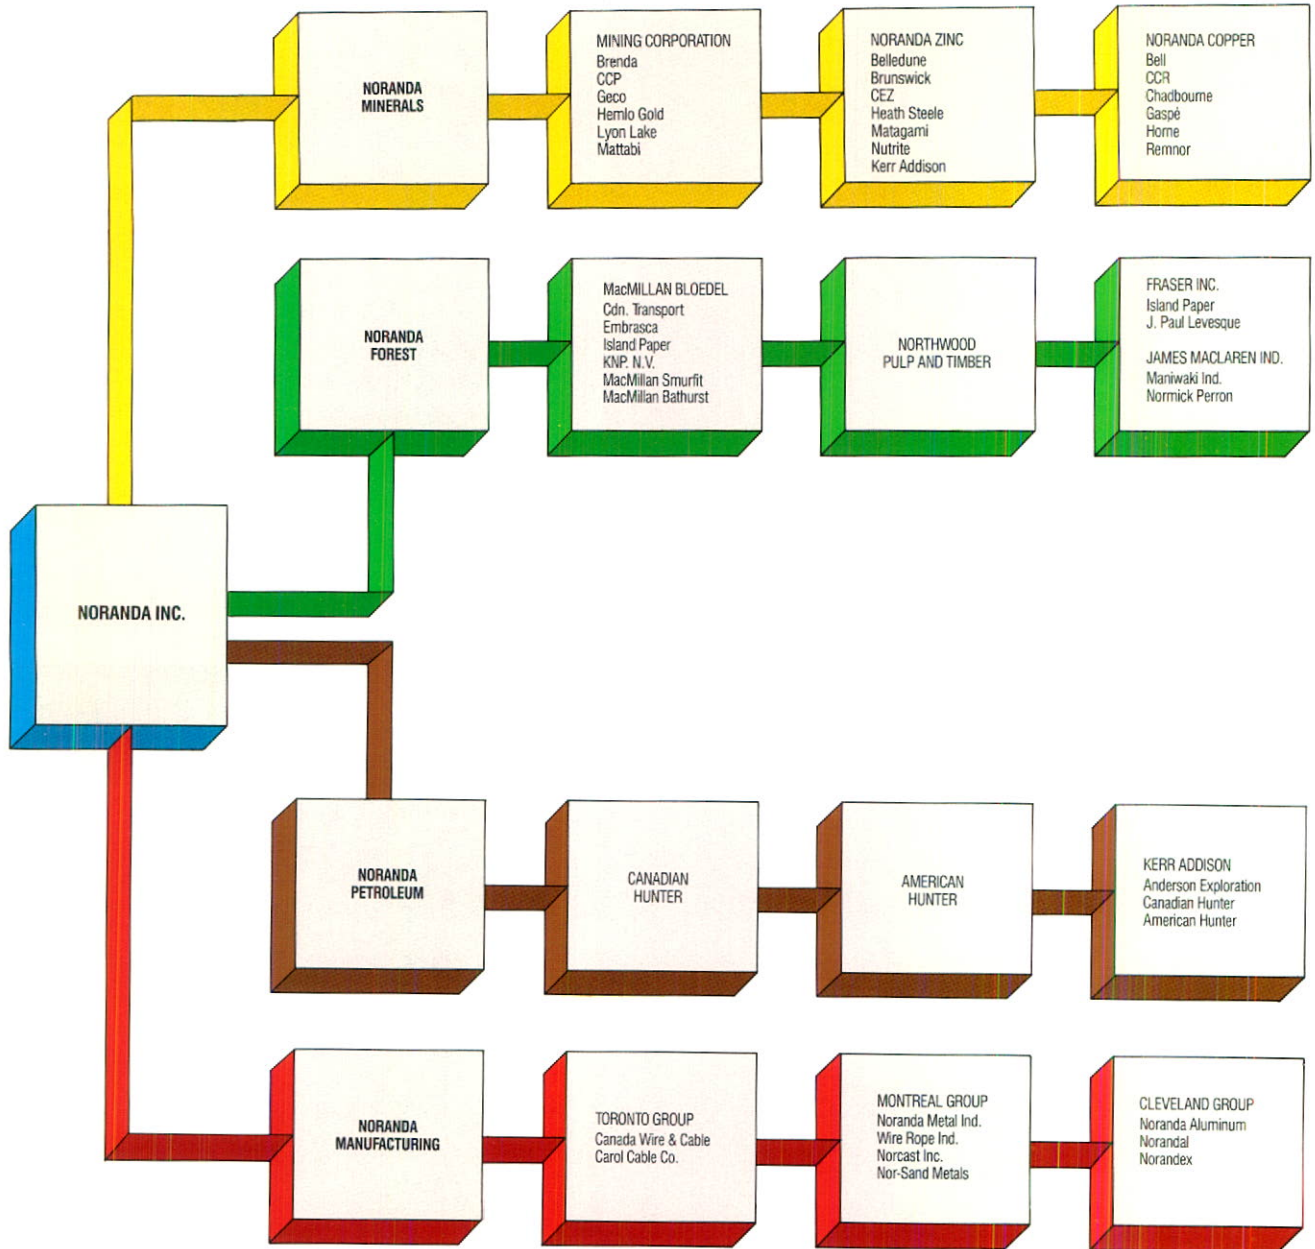 NORANDA
MINERALS
MINING CORPORATION
Brenda
CCP
Geco
Hemlo Gold
Lyon Lake
Mattabi
NORANDA ZINC
Belledune
Brunswick
CEZ
Heath Steele
Matagami
Nutrite
Kerr Addison
NORANDA COPPER
Bell
CCR
Chadbourne
Gaspé
Horne
Remnor
NORANDA
FOREST
MacMILLAN BLOEDEL
Cdn. Transport
Embrasca
Island Paper
KNP. N.V.
MacMillan Smurfit
MacMillan Bathurst
NORTHWOOD
PULP AND TIMBER
FRASER INC.
Island Paper
J. Paul Levesque
JAMES MACLAREN IND.
Maniwaki Ind.
Normick Perron
NORANDA INC.
NORANDA
PETROLEUM
CANADIAN
HUNTER
AMERICAN
HUNTER
KERR ADDISON
Anderson Exploration
Canadian Hunter
American Hunter
NORANDA
MANUFACTURING
TORONTO GROUP
Canada Wire & Cable
Carol Cable Co.
MONTREAL GROUP
Noranda Metal Ind.
Wire Rope Ind.
Norcast Inc.
Nor-Sand Metals
CLEVELAND GROUP
Noranda Aluminum
Norandal
Norandex